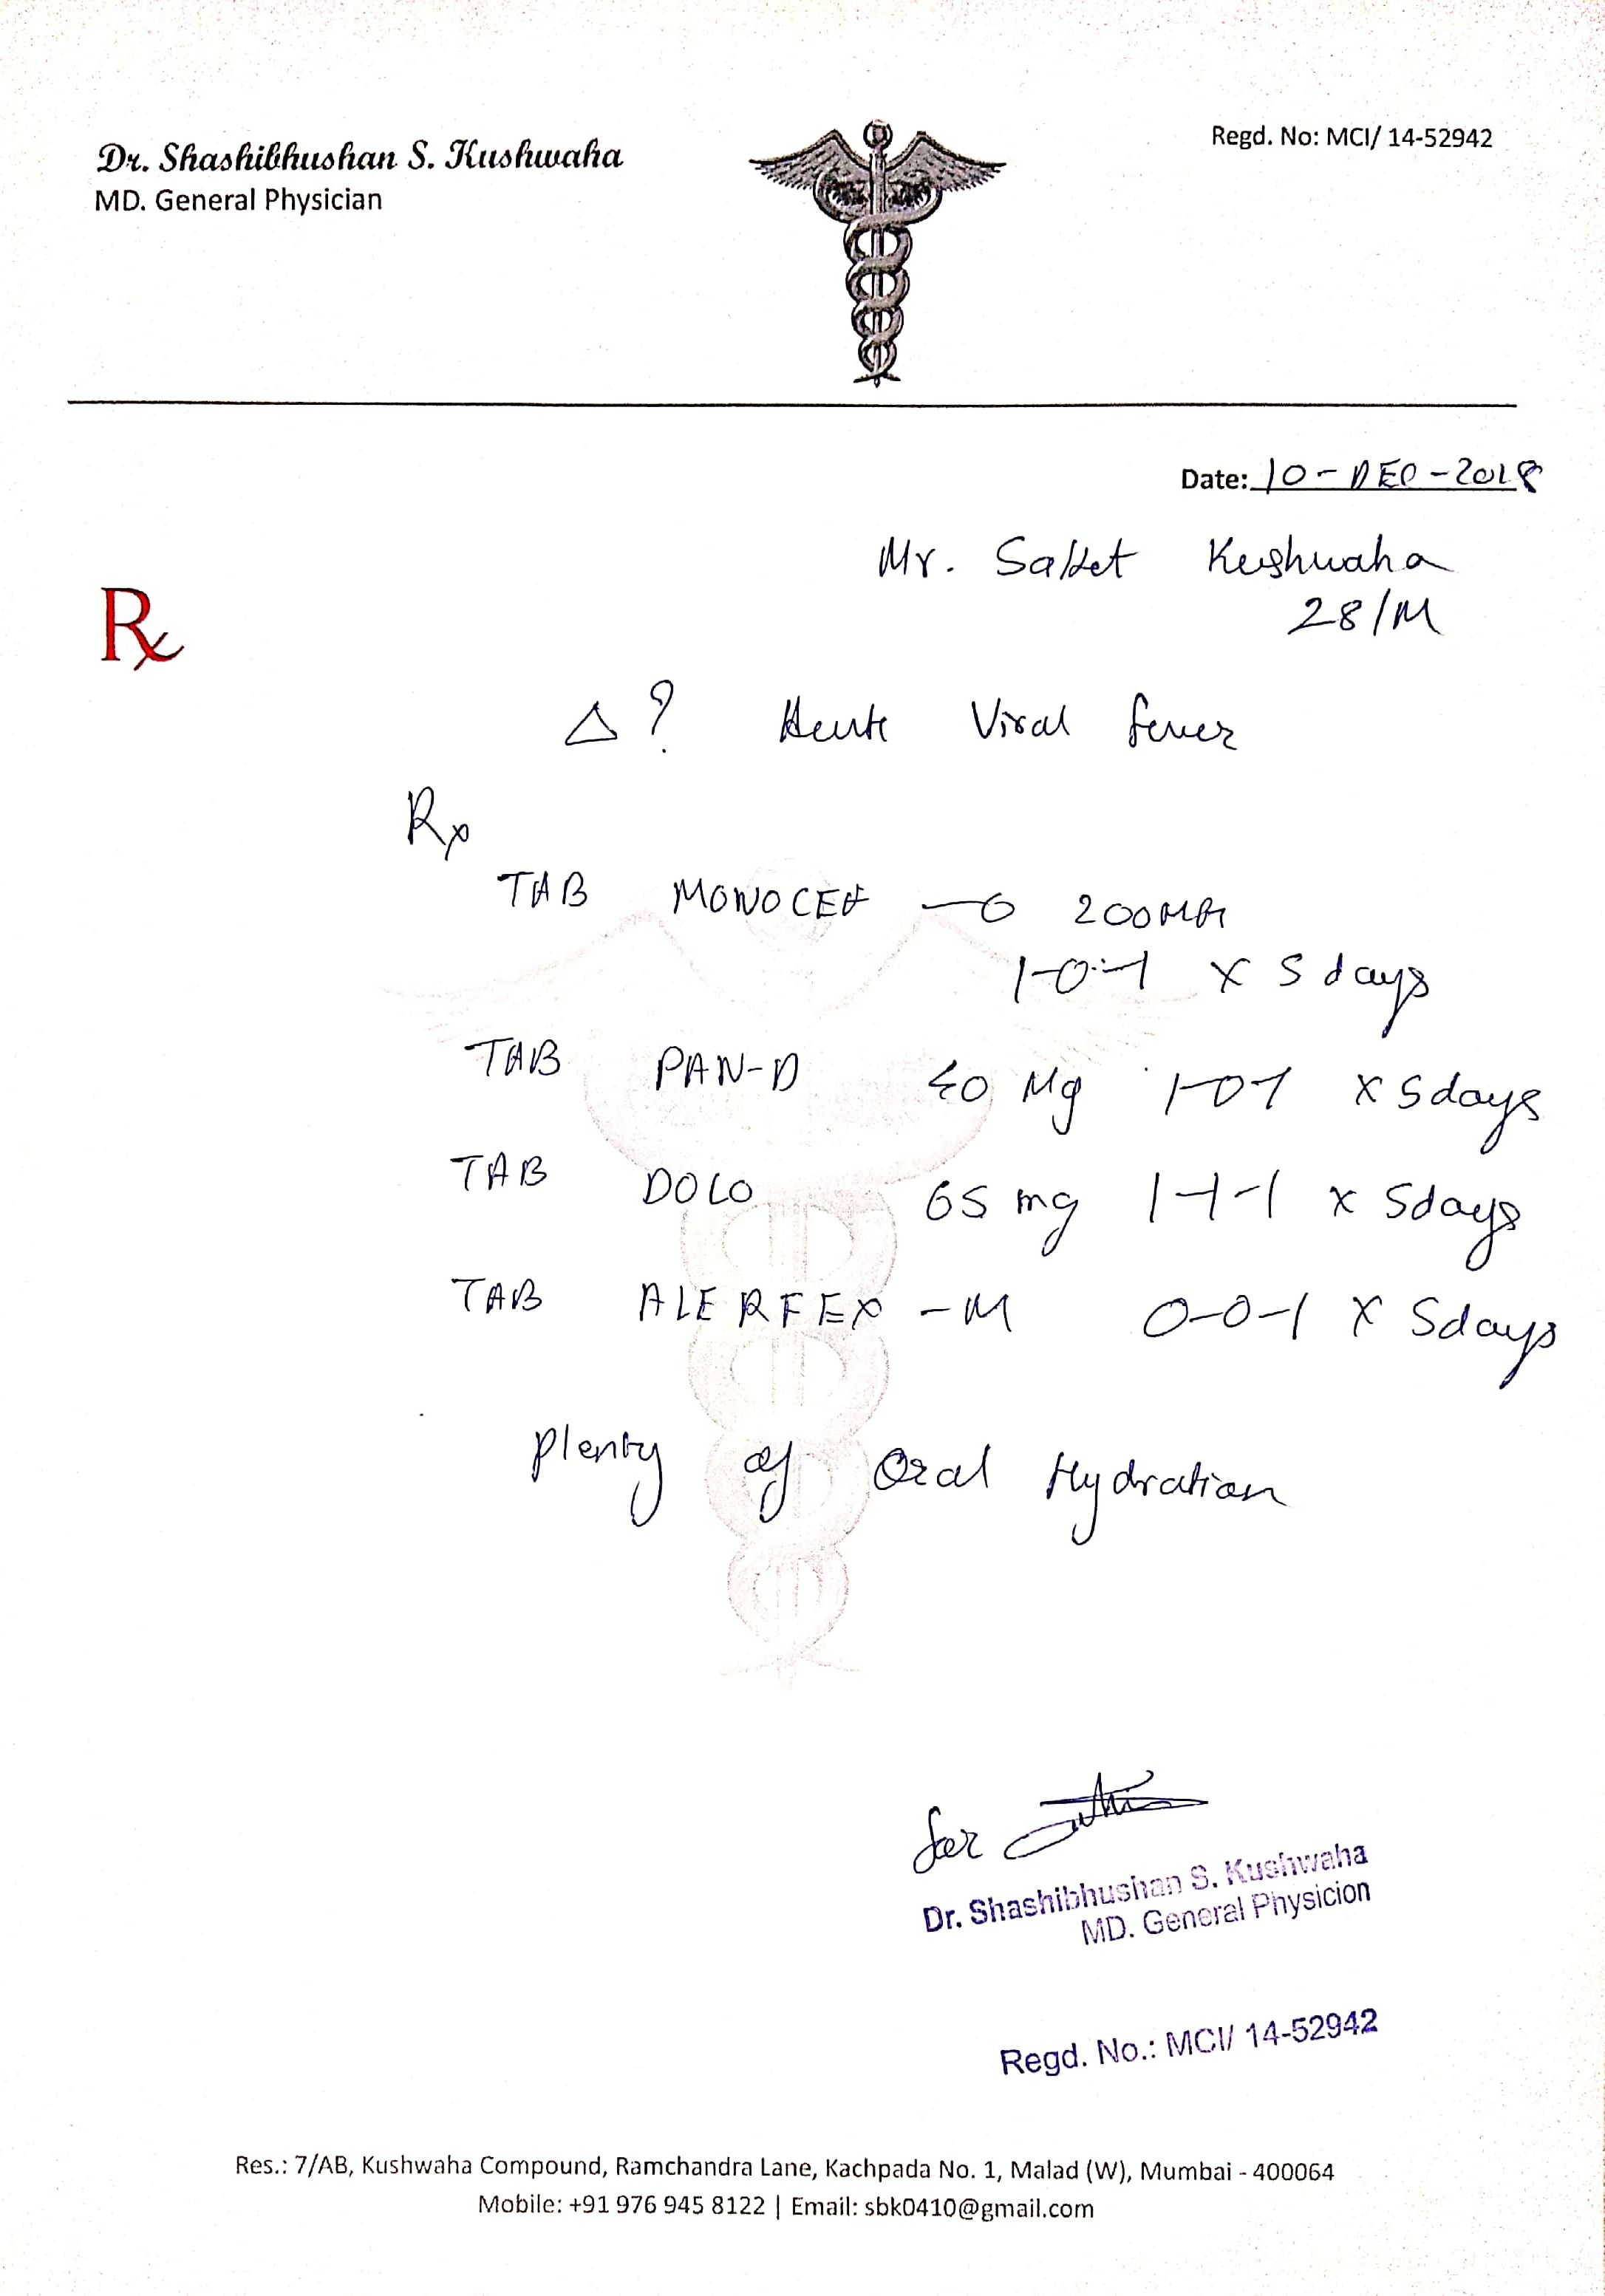 Dr. Shashibhushan S. Kushwaha
MD. General Physician
Regd. No: MCI/ 14-52942
Date: 10-DEC-2018
Mr. Saket Kushwaha
28/M
Rx
△ ? Acute Viral fever
Rx
TAB MONOCEF -O 200MG
1-0-1 x 5 days
TAB PAN-D 40 Mg 1-0-1 x 5days
TAB DOLO 65 mg 1-1-1 x 5days
TAB ALERFEX -M 0-0-1 x 5days
Plenty of Oral Hydration
for
Dr. Shashibhushan S. Kushwaha
MD. General Physicion
Regd. No.: MCI/ 14-52942
Res.: 7/AB, Kushwaha Compound, Ramchandra Lane, Kachpada No. 1, Malad (W), Mumbai - 400064
Mobile: +91 976 945 8122 | Email: sbk0410@gmail.com